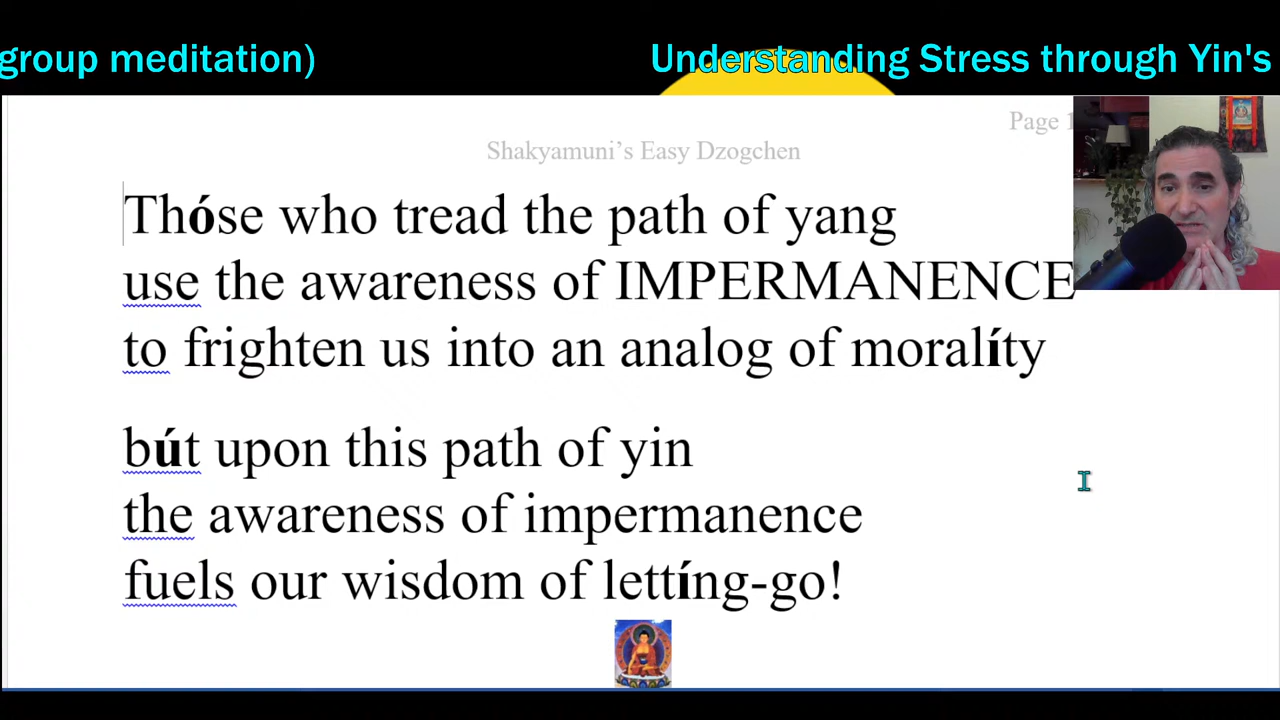 group meditation)
Understanding Stress through Yin's
Page
Shakyamuni’s Easy Dzogchen
Thóse who tread the path of yang
use the awareness of IMPERMANENCE
to frighten us into an analog of moralíty
bút upon this path of yin
the awareness of impermanence
fuels our wisdom of lettíng-go!